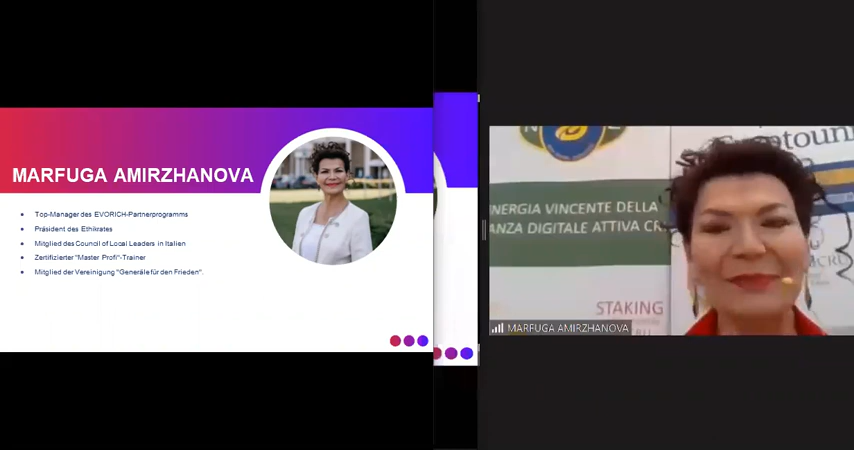 MARFUGA AMIRZHANOVA
Top-Manager des EVORICH-Partnerprogramms
Präsident des Ethikrates
Mitglied des Council of Local Leaders in Italien
Zertifizierter "Master Profi"-Trainer
Mitglied der Vereinigung "Generäle für den Frieden".
NERGIA VINCENTE DELLA
ANZA DIGITALE ATTIVA CR
STAKING
MARFUGA AMIRZHANOVA